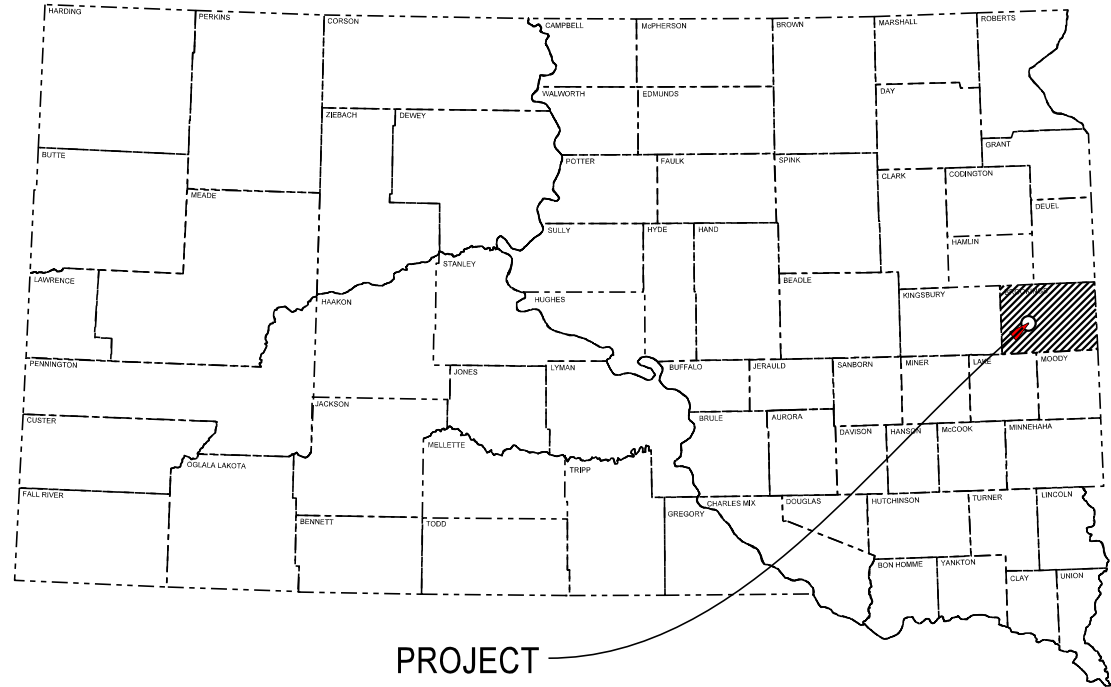 HARDING
PERKINS
CORSON
CAMPBELL
McPHERSON
BROWN
MARSHALL
ROBERTS
WALWORTH
EDMUNDS
DAY
ZIEBACH
DEWEY
GRANT
BUTTE
POTTER
FAULK
SPINK
CLARK
CODINGTON
MEADE
DEUEL
SULLY
HYDE
HAND
HAMLIN
STANLEY
LAWRENCE
BEADLE
KINGSBURY
HAAKON
HUGHES
PENNINGTON
JONES
LYMAN
BUFFALO
JERAULD
SANBORN
MINER
LAKE
MOODY
JACKSON
CUSTER
BRULE
AURORA
DAVISON
HANSON
McCOOK
MINNEHAHA
MELLETTE
OGLALA LAKOTA
TRIPP
FALL RIVER
GREGORY
CHARLES MIX
DOUGLAS
HUTCHINSON
TURNER
LINCOLN
BENNETT
TODD
BON HOMME
YANKTON
CLAY
UNION
PROJECT